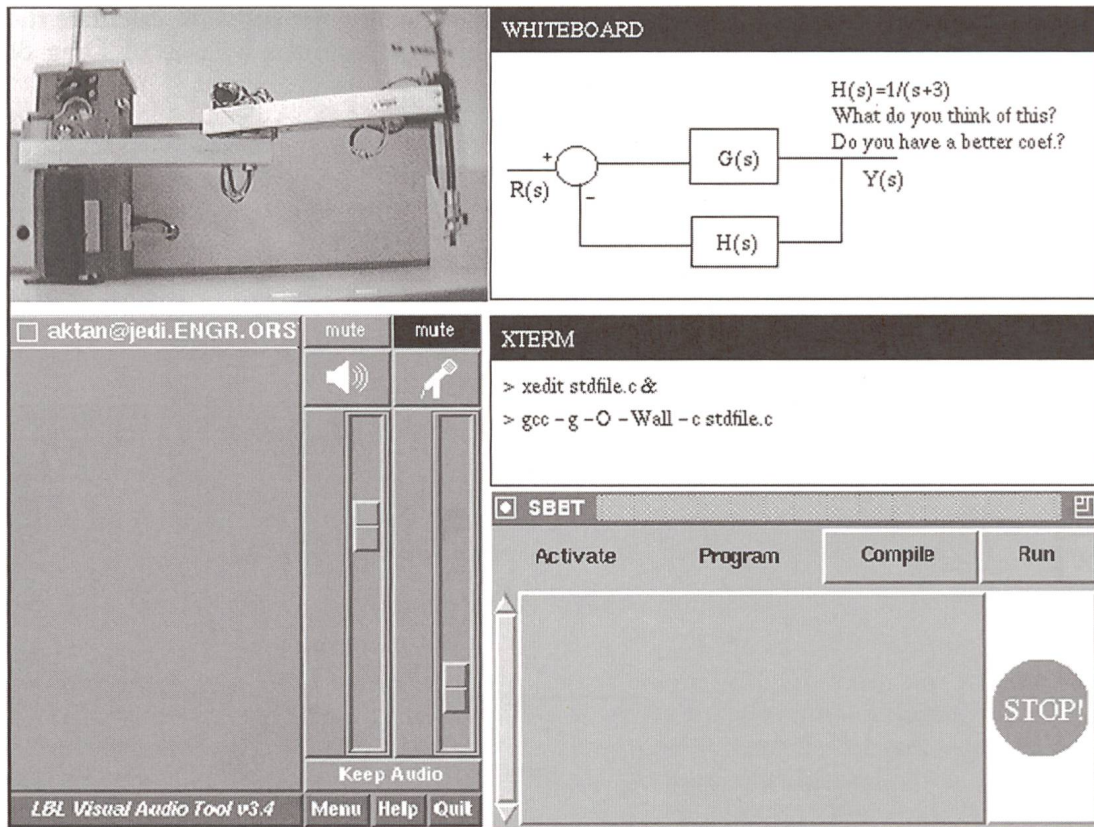 WHITEBOARD
H(s)=1/(s+3)
What do you think of this?
Do you have a better coef.?
+
G(s)
R(s)
Y(s)
−
H(s)
aktan@jedi.ENGR.ORS
mute
mute
XTERM
> xedit stdfile.c &
> gcc -g -O -Wall -c stdfile.c
SBET
Activate
Program
Compile
Run
STOP!
Keep Audio
LBL Visual Audio Tool v3.4
Menu
Help
Quit